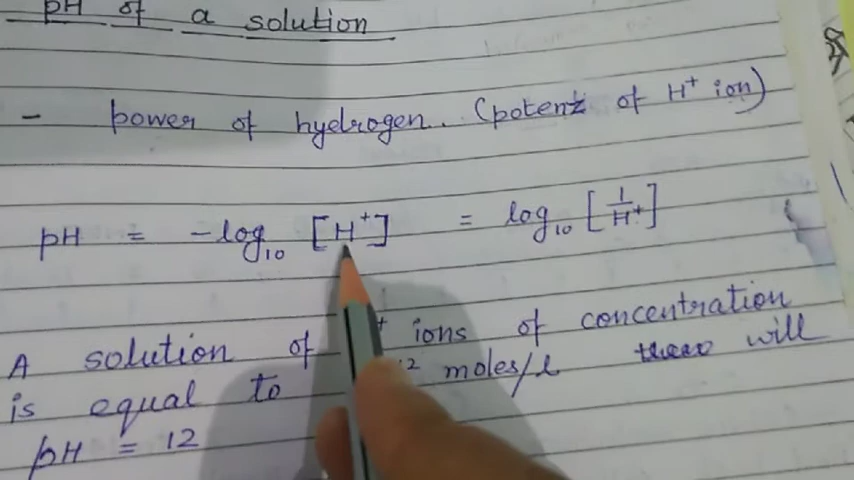 pH of a solution
- power of hydrogen. (potenz of H⁺ ion)
pH = -log₁₀ [H⁺] = log₁₀ [1/H⁺]
A solution of ⁺ ions of concentration
is equal to ¹² moles/l there will
pH = 12